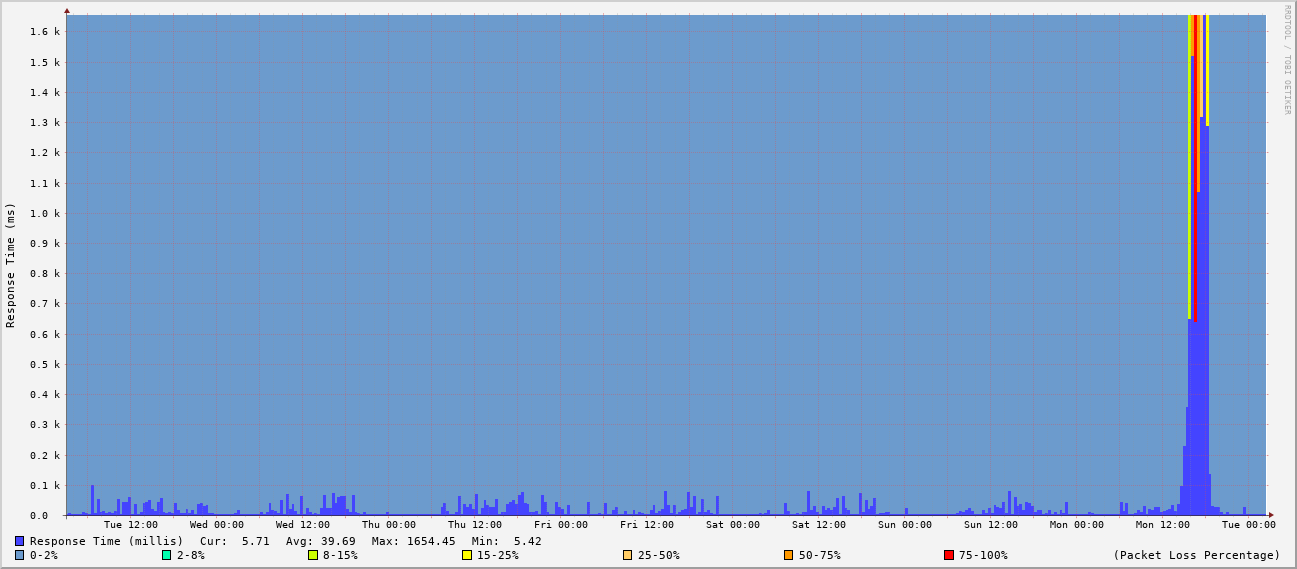 RRDTOOL / TOBI OETIKER
Response Time (ms)
1.6 k
1.5 k
1.4 k
1.3 k
1.2 k
1.1 k
1.0 k
0.9 k
0.8 k
0.7 k
0.6 k
0.5 k
0.4 k
0.3 k
0.2 k
0.1 k
0.0
Tue 12:00 Wed 00:00 Wed 12:00 Thu 00:00 Thu 12:00 Fri 00:00 Fri 12:00 Sat 00:00 Sat 12:00 Sun 00:00 Sun 12:00 Mon 00:00 Mon 12:00 Tue 00:00
Response Time (millis) Cur: 5.71 Avg: 39.69 Max: 1654.45 Min: 5.42
0-2% 2-8% 8-15% 15-25% 25-50% 50-75% 75-100% (Packet Loss Percentage)